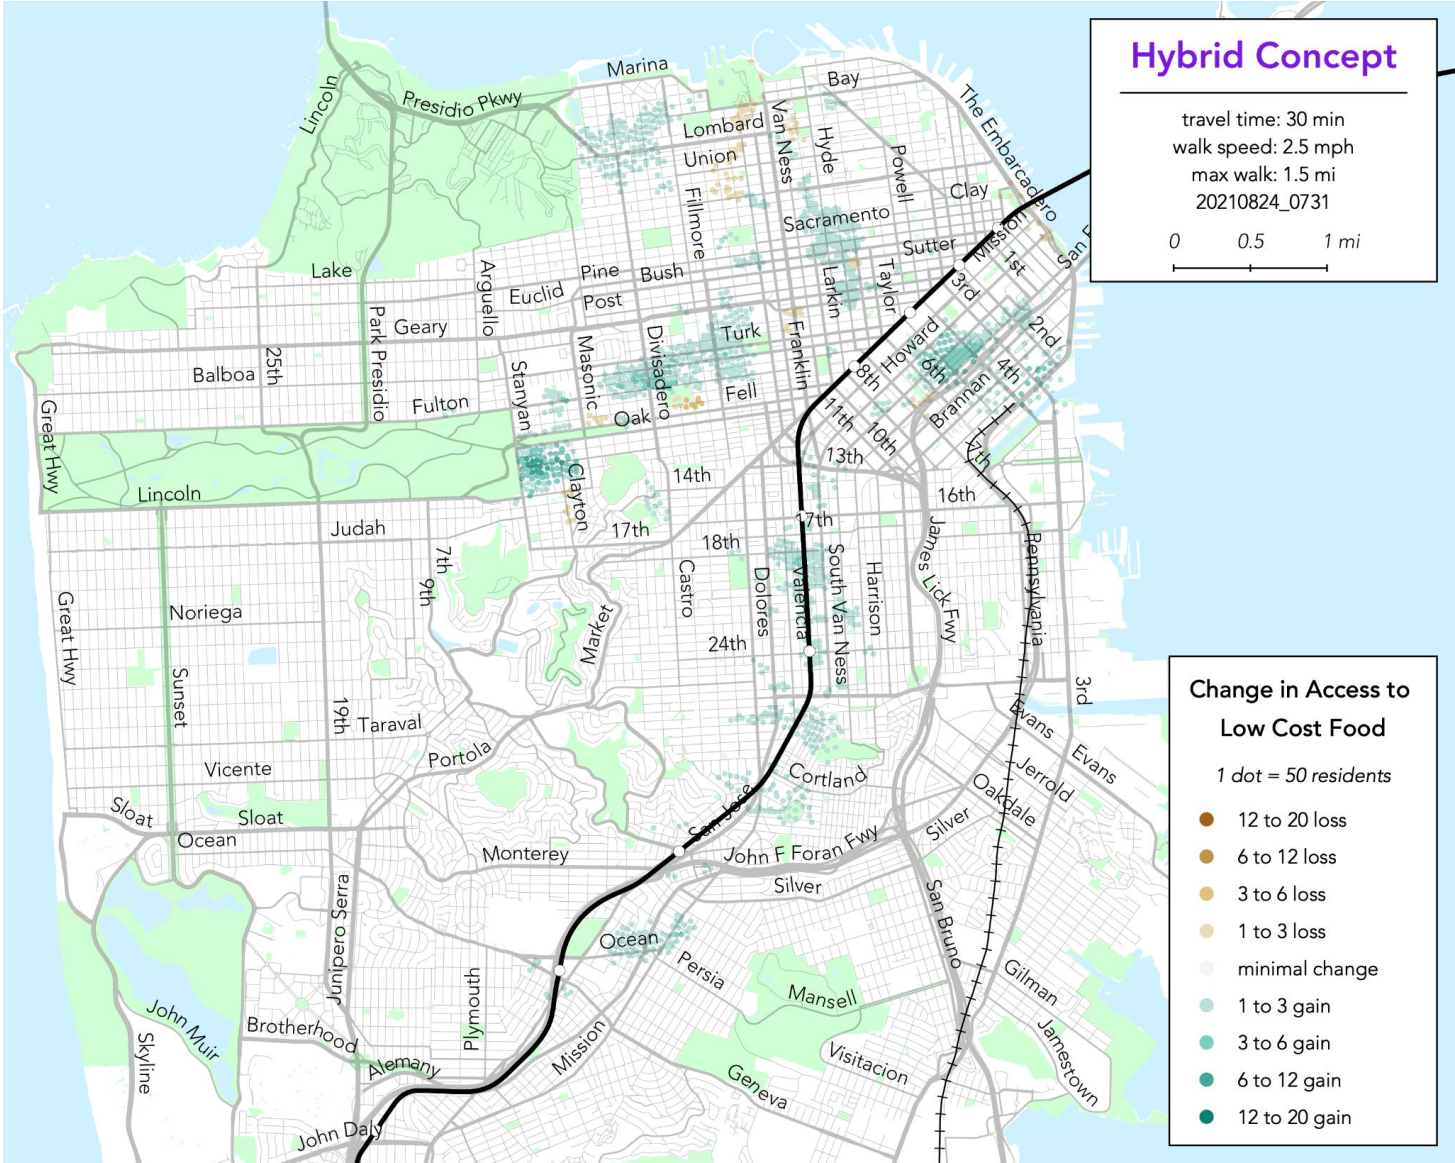 Hybrid Concept
travel time: 30 min
walk speed: 2.5 mph
max walk: 1.5 mi
20210824_0731
0 0.5 1 mi
Marina
Bay
Lincoln
Presidio Pkwy
The Embarcadero
Lombard
Van Ness
Hyde
Union
Powell
Fillmore
Clay
Sacramento
Mission
Sutter
San F
1st
Lake
Arguello
Pine
Bush
Larkin
Taylor
3rd
Euclid
Post
Park Presidio
Geary
Turk
Franklin
Howard
2nd
Masonic
Divisadero
25th
Balboa
Stanyan
8th
6th
4th
Fell
Brannan
Great Hwy
Fulton
Oak
11th
10th
7th
13th
Clayton
14th
Lincoln
16th
Judah
17th
17th
18th
7th
9th
James Lick Fwy
Pennsylvania
South Van Ness
Valencia
Harrison
Castro
Dolores
Great Hwy
Noriega
Market
24th
Sunset
19th
Taraval
3rd
Evans
Portola
Evans
Vicente
Cortland
Jerrold
Oakdale
Sloat
Sloat
San Jose
Silver
Ocean
Monterey
John F Foran Fwy
Silver
Junipero Serra
San Bruno
Ocean
Persia
Gilman
Plymouth
Mansell
John Muir
Brotherhood
Skyline
Mission
Visitacion
Jamestown
Alemany
Geneva
John Daly
Change in Access to
Low Cost Food
1 dot = 50 residents
12 to 20 loss
6 to 12 loss
3 to 6 loss
1 to 3 loss
minimal change
1 to 3 gain
3 to 6 gain
6 to 12 gain
12 to 20 gain